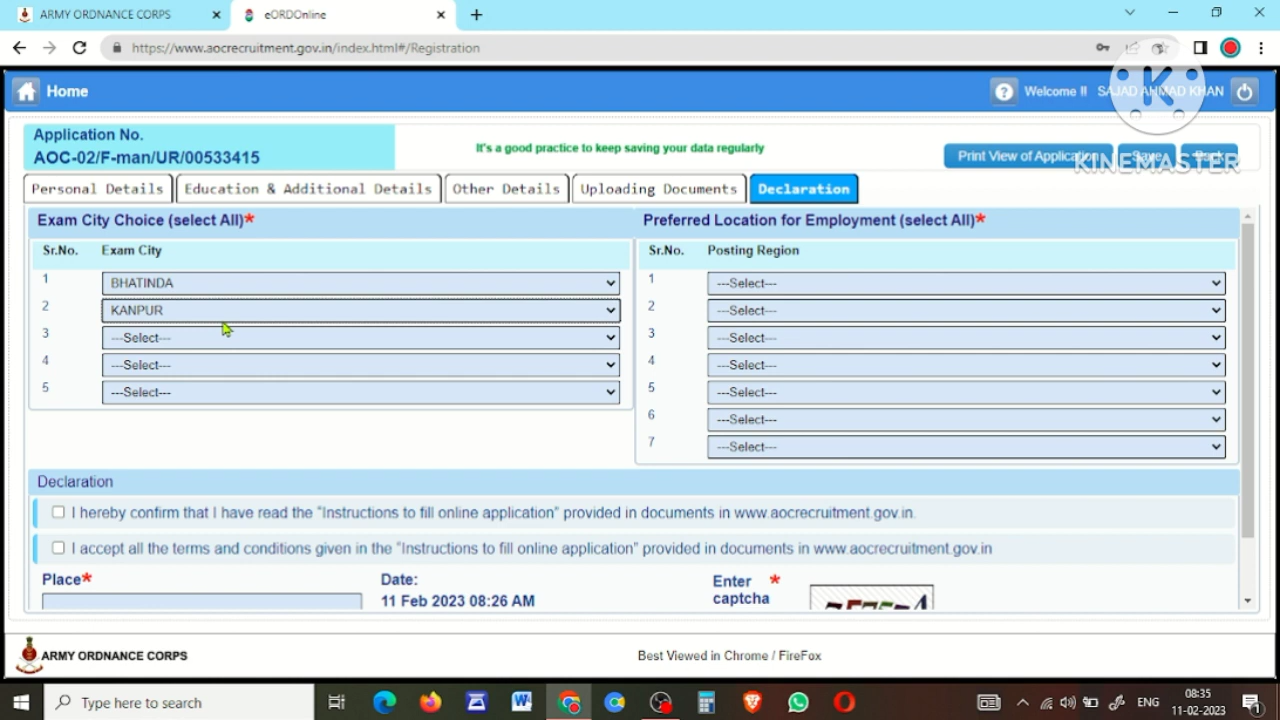 ARMY ORDNANCE CORPS
eORDOnline
https://www.aocrecruitment.gov.in/index.html#/Registration
Home
Welcome !! SAJAD AHMAD KHAN
K
KINEMASTER
Application No.
AOC-02/F-man/UR/00533415
It's a good practice to keep saving your data regularly
Print View of Application
Save
Back
Personal Details
Education & Additional Details
Other Details
Uploading Documents
Declaration
Exam City Choice (select All)*
Sr.No. Exam City
1 BHATINDA
2 KANPUR
3 ---Select---
4 ---Select---
5 ---Select---
Preferred Location for Employment (select All)*
Sr.No. Posting Region
1 ---Select---
2 ---Select---
3 ---Select---
4 ---Select---
5 ---Select---
6 ---Select---
7 ---Select---
Declaration
I hereby confirm that I have read the "Instructions to fill online application" provided in documents in www.aocrecruitment.gov.in.
I accept all the terms and conditions given in the "Instructions to fill online application" provided in documents in www.aocrecruitment.gov.in
Place*
Date:
11 Feb 2023 08:26 AM
Enter *
captcha
ARMY ORDNANCE CORPS
Best Viewed in Chrome / FireFox
Type here to search
ENG
08:35
11-02-2023